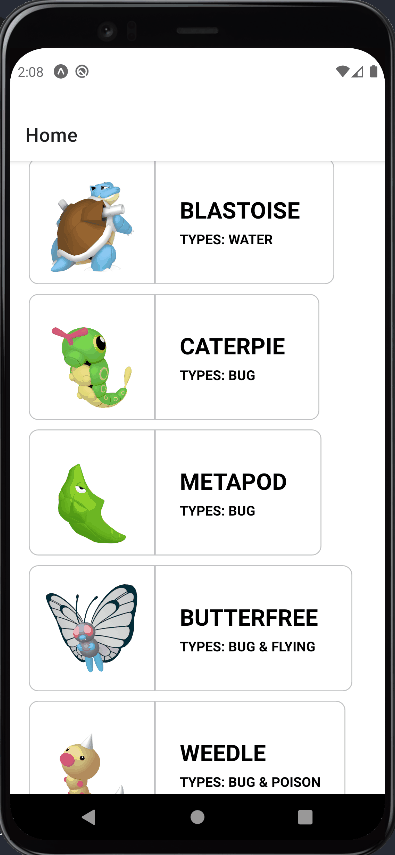 2:08
Home
BLASTOISE
TYPES: WATER
CATERPIE
TYPES: BUG
METAPOD
TYPES: BUG
BUTTERFREE
TYPES: BUG & FLYING
WEEDLE
TYPES: BUG & POISON